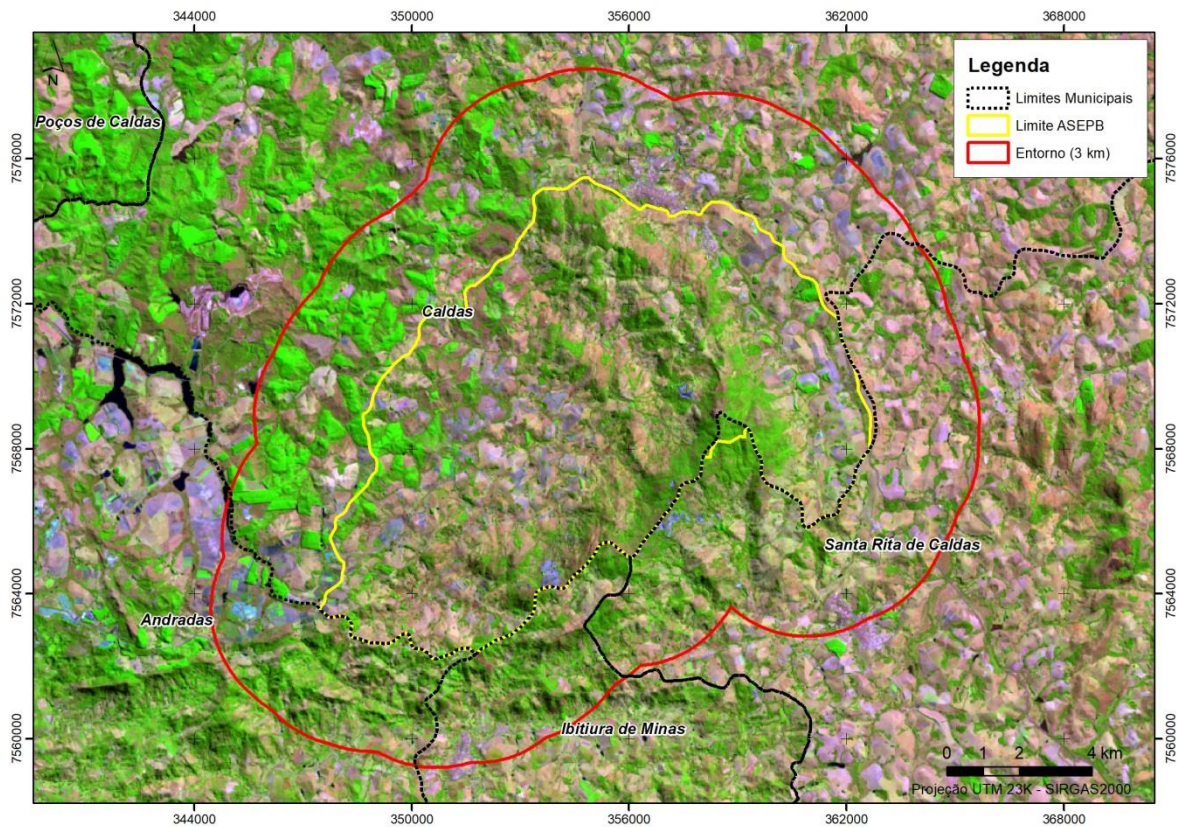 344000 350000 356000 362000 368000
N
Legenda
Limites Municipais
Limite ASEPB
Entorno (3 km)
Poços de Caldas
7576000 7576000
7572000 7572000
Caldas
7568000 7568000
Santa Rita de Caldas
7564000 7564000
Andradas
Ibitiura de Minas
7560000 7560000
0 1 2 4 km
Projeção UTM 23K - SIRGAS2000
344000 350000 356000 362000 368000